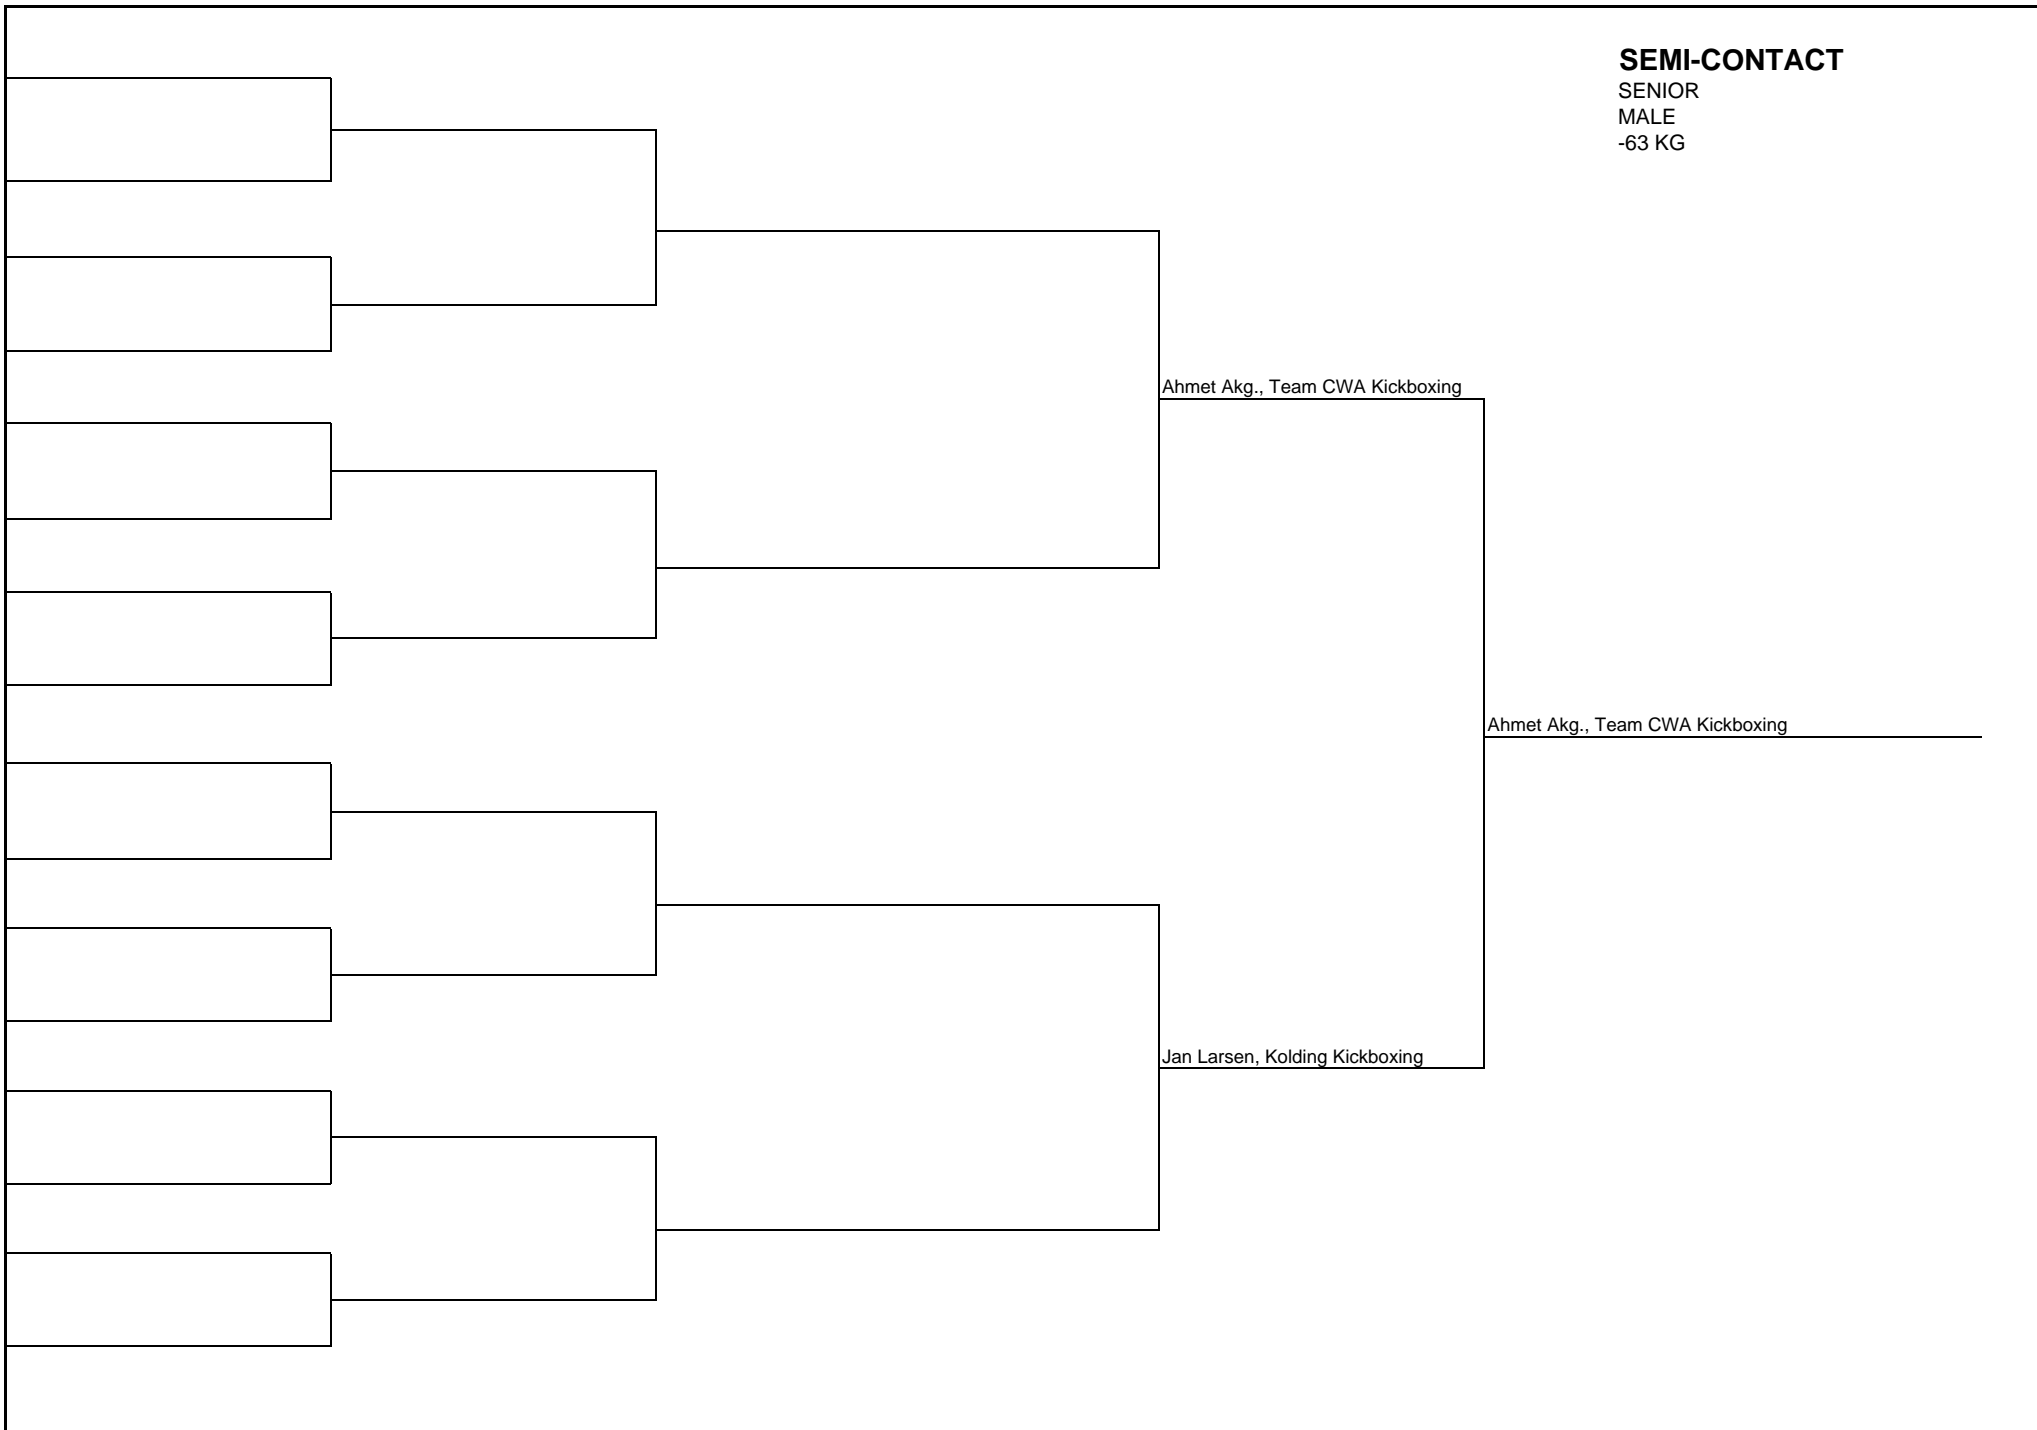 SEMI-CONTACT
SENIOR
MALE
-63 KG
Ahmet Akg., Team CWA Kickboxing
Ahmet Akg., Team CWA Kickboxing
Jan Larsen, Kolding Kickboxing